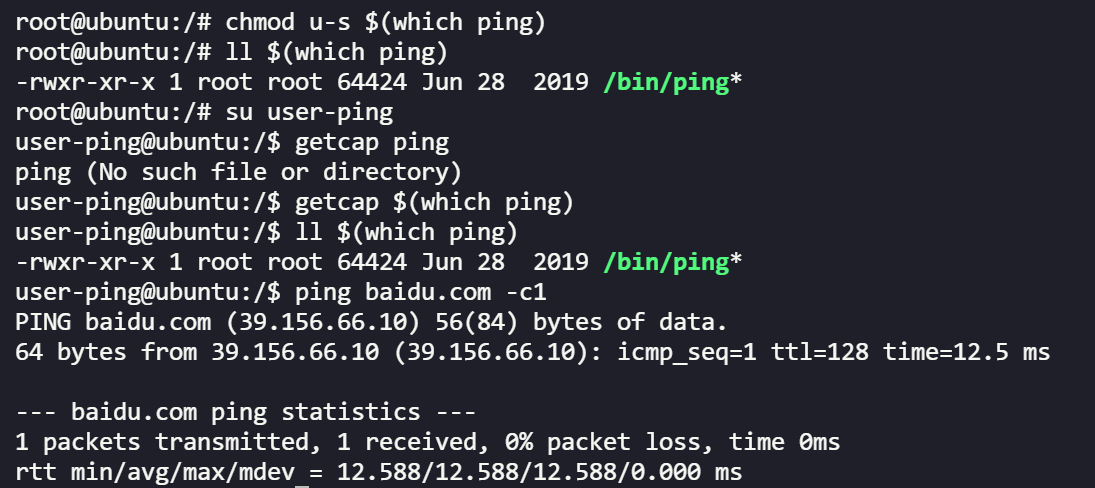 root@ubuntu:/# chmod u-s $(which ping)
root@ubuntu:/# ll $(which ping)
-rwxr-xr-x 1 root root 64424 Jun 28  2019 /bin/ping*
root@ubuntu:/# su user-ping
user-ping@ubuntu:/$ getcap ping
ping (No such file or directory)
user-ping@ubuntu:/$ getcap $(which ping)
user-ping@ubuntu:/$ ll $(which ping)
-rwxr-xr-x 1 root root 64424 Jun 28  2019 /bin/ping*
user-ping@ubuntu:/$ ping baidu.com -c1
PING baidu.com (39.156.66.10) 56(84) bytes of data.
64 bytes from 39.156.66.10 (39.156.66.10): icmp_seq=1 ttl=128 time=12.5 ms

--- baidu.com ping statistics ---
1 packets transmitted, 1 received, 0% packet loss, time 0ms
rtt min/avg/max/mdev = 12.588/12.588/12.588/0.000 ms